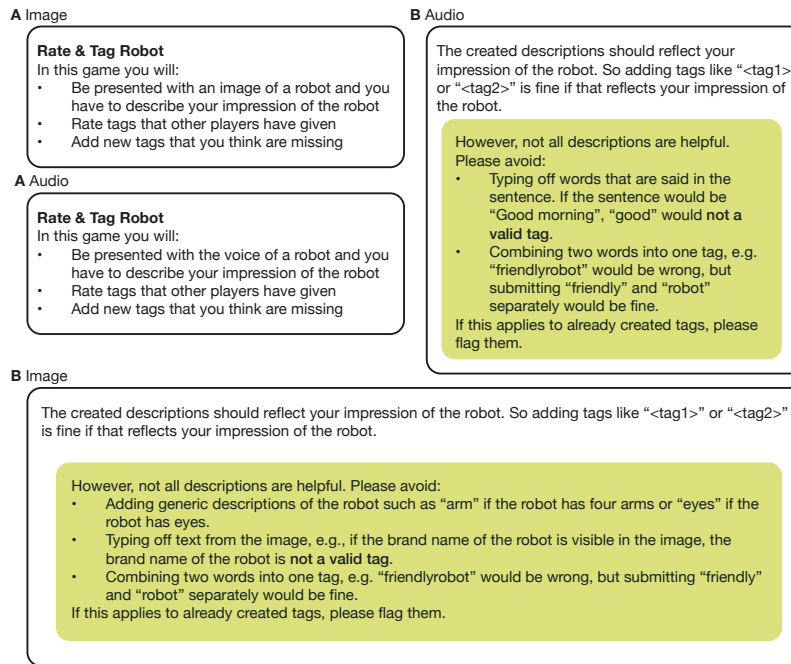 A Image
Rate & Tag Robot
In this game you will:
• Be presented with an image of a robot and you
have to describe your impression of the robot
• Rate tags that other players have given
• Add new tags that you think are missing
A Audio
Rate & Tag Robot
In this game you will:
• Be presented with the voice of a robot and you
have to describe your impression of the robot
• Rate tags that other players have given
• Add new tags that you think are missing
B Audio
The created descriptions should reflect your
impression of the robot. So adding tags like “<tag1>
or “<tag2>” is fine if that reflects your impression of
the robot.
However, not all descriptions are helpful.
Please avoid:
• Typing off words that are said in the
sentence. If the sentence would be
“Good morning”, “good” would not a
valid tag.
• Combining two words into one tag, e.g.
“friendlyrobot” would be wrong, but
submitting “friendly” and “robot”
separately would be fine.
If this applies to already created tags, please
flag them.
B Image
The created descriptions should reflect your impression of the robot. So adding tags like “<tag1>” or “<tag2>”
is fine if that reflects your impression of the robot.
However, not all descriptions are helpful. Please avoid:
• Adding generic descriptions of the robot such as “arm” if the robot has four arms or “eyes” if the
robot has eyes.
• Typing off text from the image, e.g., if the brand name of the robot is visible in the image, the
brand name of the robot is not a valid tag.
• Combining two words into one tag, e.g. “friendlyrobot” would be wrong, but submitting “friendly”
and “robot” separately would be fine.
If this applies to already created tags, please flag them.